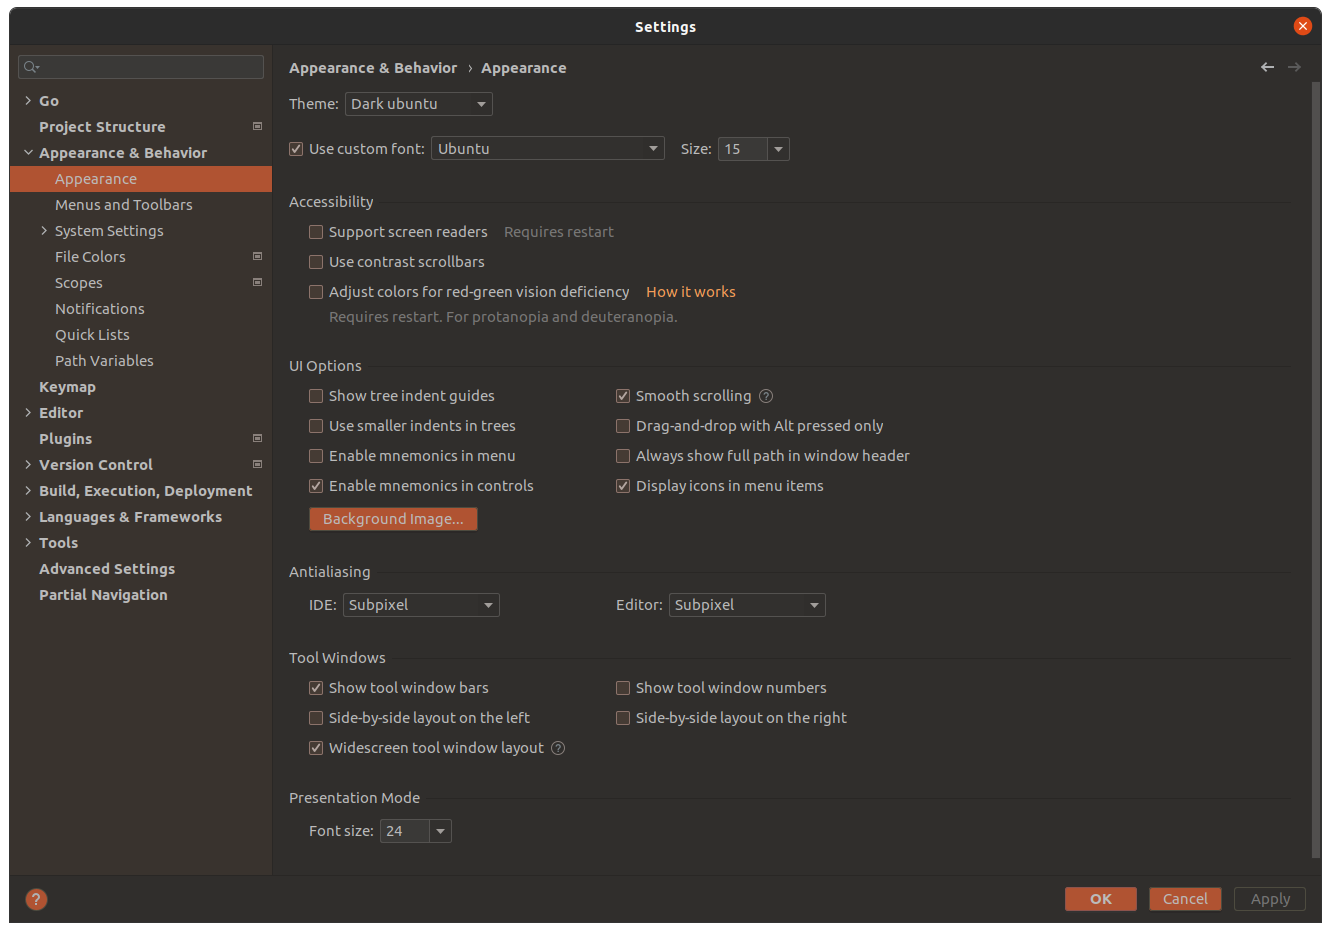 Settings
Go
Project Structure
Appearance & Behavior
Appearance
Menus and Toolbars
System Settings
File Colors
Scopes
Notifications
Quick Lists
Path Variables
Keymap
Editor
Plugins
Version Control
Build, Execution, Deployment
Languages & Frameworks
Tools
Advanced Settings
Partial Navigation
Appearance & Behavior › Appearance
Theme: Dark ubuntu
Use custom font: Ubuntu Size: 15
Accessibility
Support screen readers Requires restart
Use contrast scrollbars
Adjust colors for red-green vision deficiency How it works
Requires restart. For protanopia and deuteranopia.
UI Options
Show tree indent guides Smooth scrolling ?
Use smaller indents in trees Drag-and-drop with Alt pressed only
Enable mnemonics in menu Always show full path in window header
Enable mnemonics in controls Display icons in menu items
Background Image...
Antialiasing
IDE: Subpixel Editor: Subpixel
Tool Windows
Show tool window bars Show tool window numbers
Side-by-side layout on the left Side-by-side layout on the right
Widescreen tool window layout ?
Presentation Mode
Font size: 24
? OK Cancel Apply